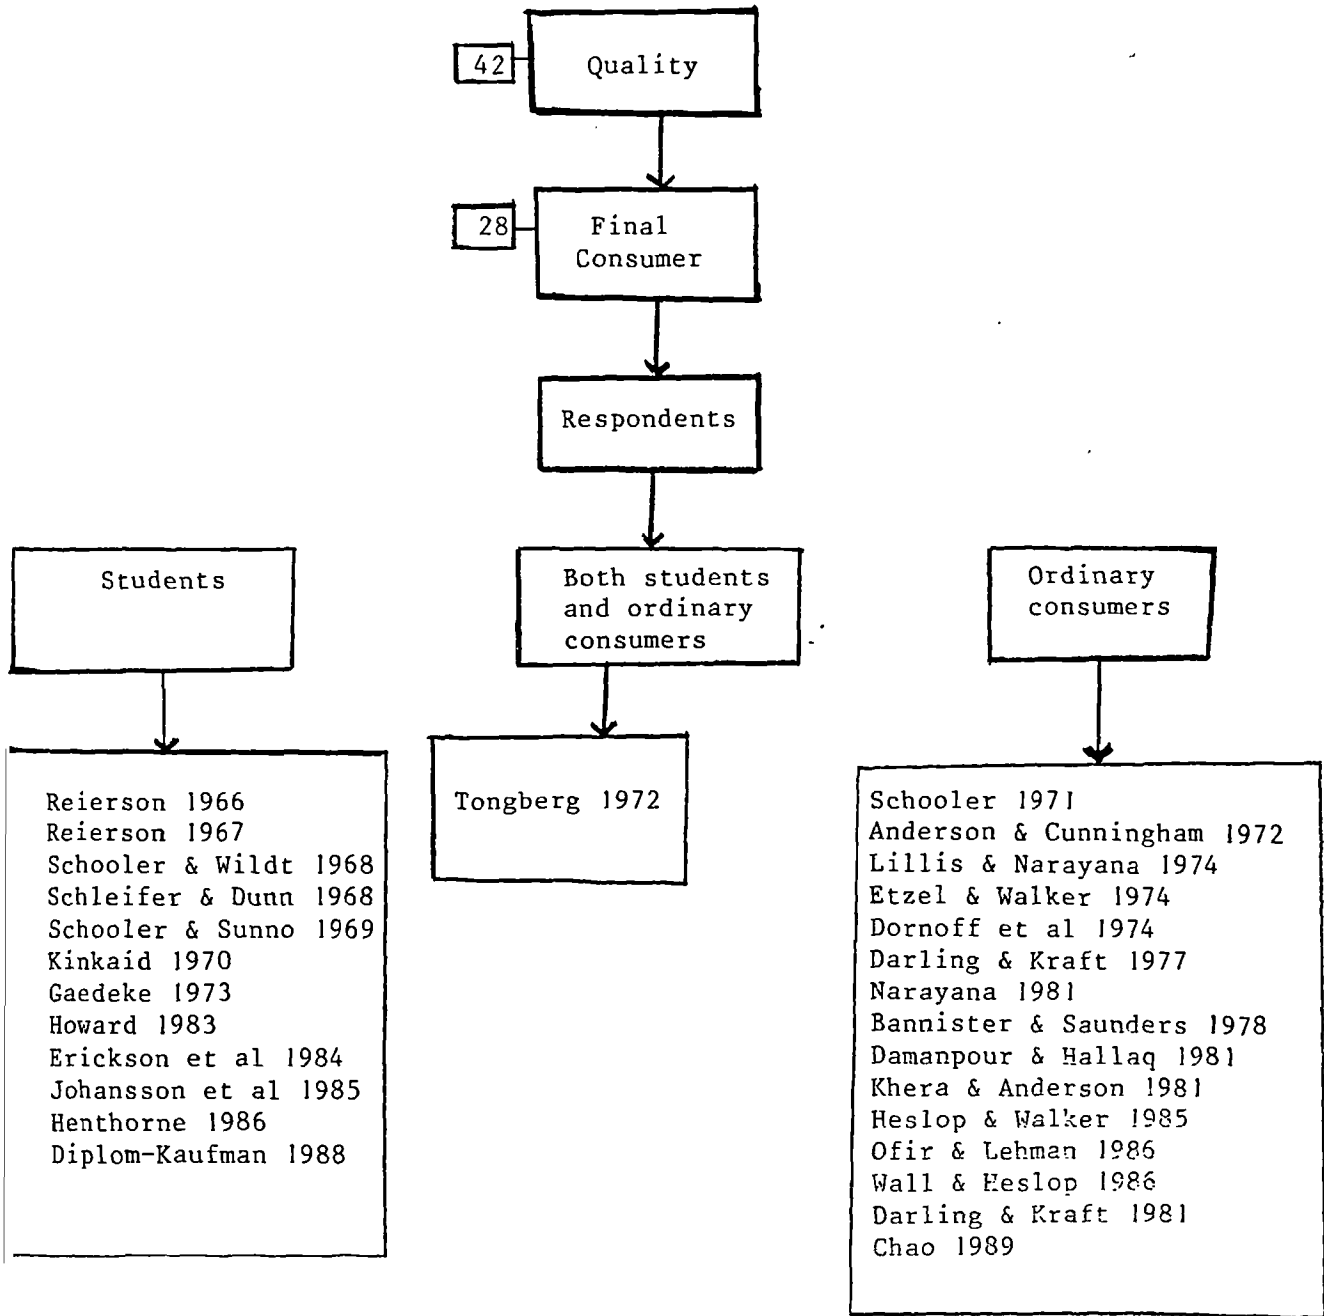 42
Quality
28
Final
Consumer
Respondents
Students
Both students
and ordinary
consumers
Ordinary
consumers
Reierson 1966
Reierson 1967
Schooler & Wildt 1968
Schleifer & Dunn 1968
Schooler & Sunno 1969
Kinkaid 1970
Gaedeke 1973
Howard 1983
Erickson et al 1984
Johansson et al 1985
Henthorne 1986
Diplom-Kaufman 1988
Tongberg 1972
Schooler 1971
Anderson & Cunningham 1972
Lillis & Narayana 1974
Etzel & Walker 1974
Dornoff et al 1974
Darling & Kraft 1977
Narayana 1981
Bannister & Saunders 1978
Damanpour & Hallaq 1981
Khera & Anderson 1981
Heslop & Walker 1985
Ofir & Lehman 1986
Wall & Heslop 1986
Darling & Kraft 1981
Chao 1989